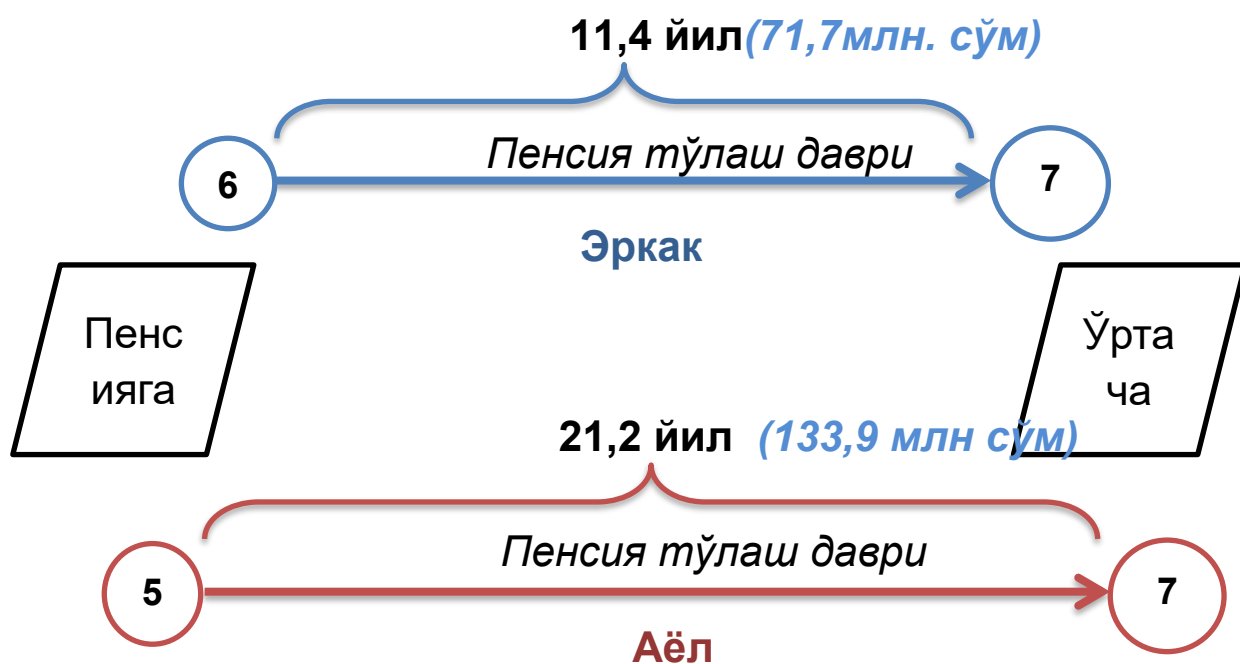 11,4 йил(71,7млн. сўм)
Пенсия тўлаш даври
6
7
Эркак
Пенс
ияга
Ўрта
ча
21,2 йил (133,9 млн сўм)
Пенсия тўлаш даври
5
7
Аёл